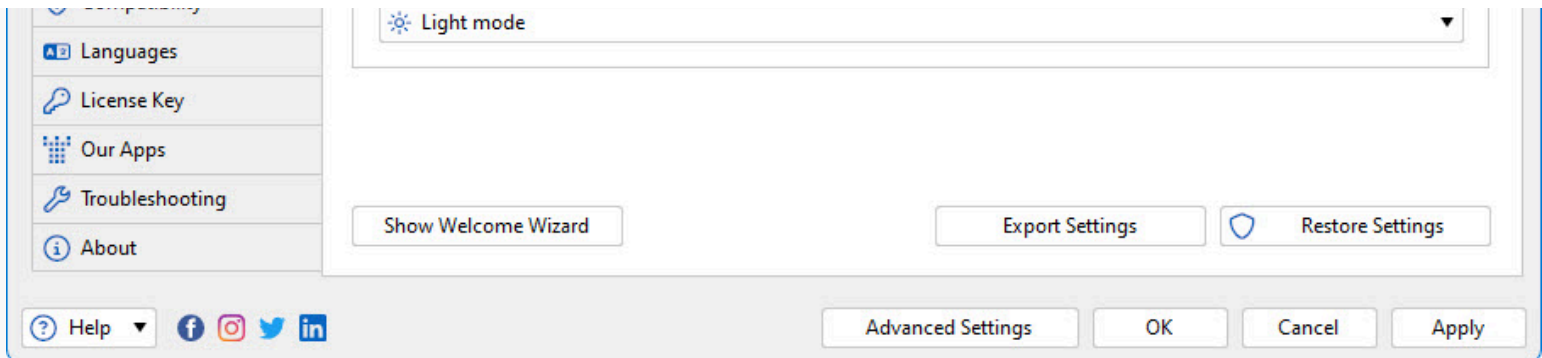 Compatibility
Light mode
Languages
License Key
Our Apps
Troubleshooting
About
Show Welcome Wizard
Export Settings
Restore Settings
Help
Advanced Settings
OK
Cancel
Apply